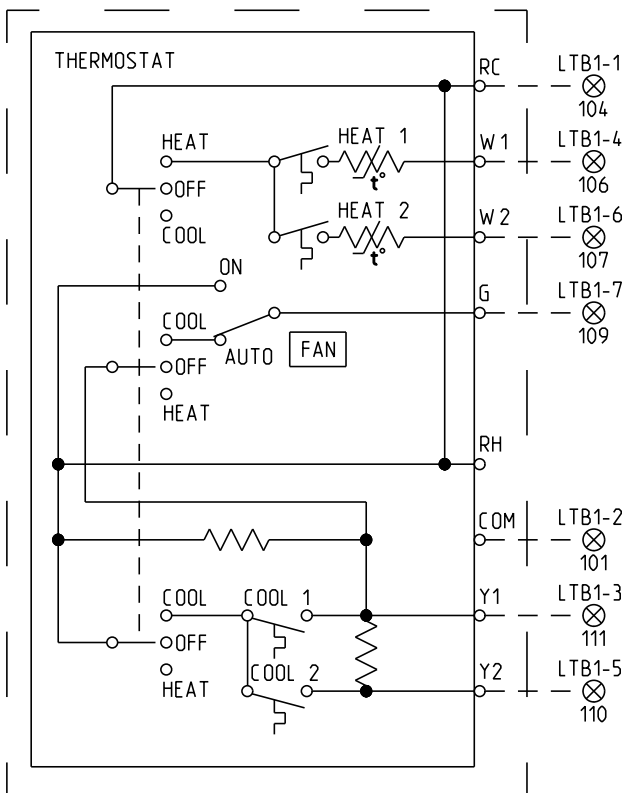 THERMOSTAT
RC
LTB1-1
104
HEAT
HEAT 1
W1
LTB1-4
OFF
t°
106
COOL
HEAT 2
W2
LTB1-6
t°
107
ON
G
LTB1-7
COOL
AUTO
FAN
109
OFF
HEAT
RH
COM
LTB1-2
101
COOL
COOL 1
Y1
LTB1-3
OFF
111
HEAT
COOL 2
Y2
LTB1-5
110